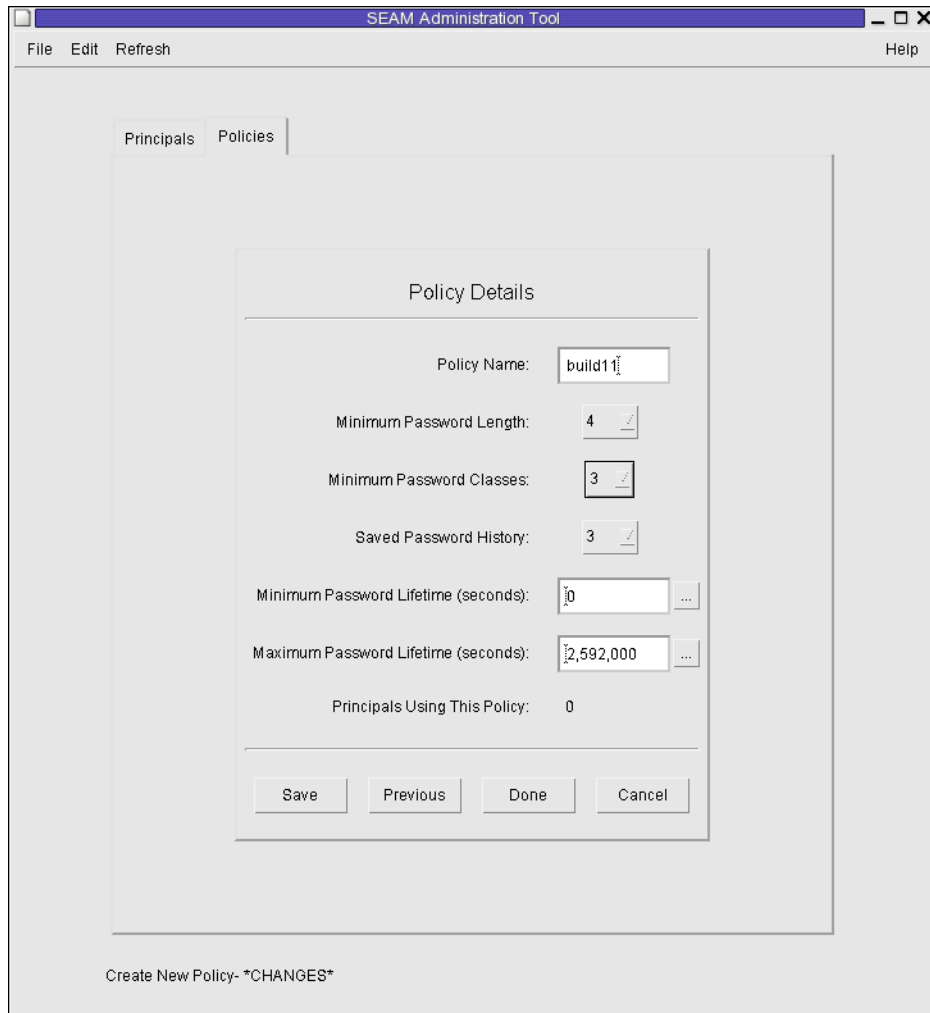 SEAM Administration Tool
File Edit Refresh Help
Principals Policies
Policy Details
Policy Name: build11
Minimum Password Length: 4
Minimum Password Classes: 3
Saved Password History: 3
Minimum Password Lifetime (seconds): 0 ...
Maximum Password Lifetime (seconds): 2,592,000 ...
Principals Using This Policy: 0
Save Previous Done Cancel
Create New Policy- *CHANGES*